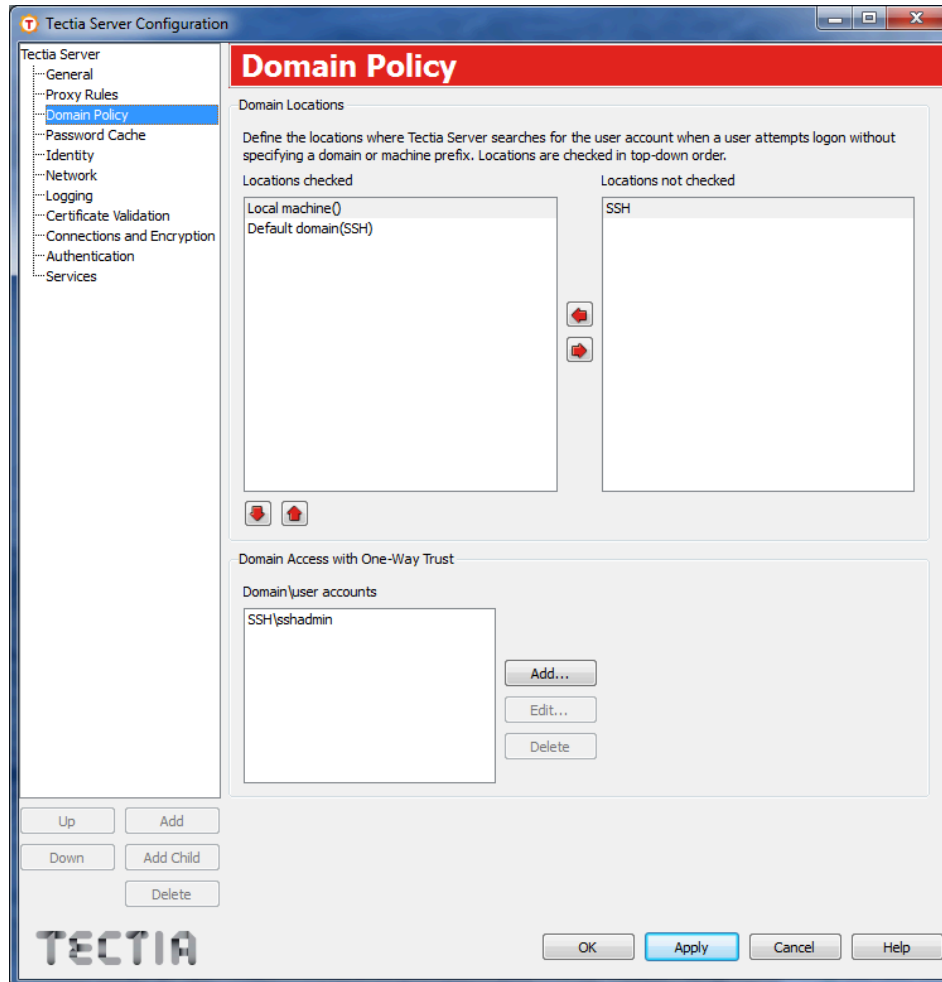 Tectia Server Configuration
Tectia Server
General
Proxy Rules
Domain Policy
Password Cache
Identity
Network
Logging
Certificate Validation
Connections and Encryption
Authentication
Services
Up
Add
Down
Add Child
Delete
TECTIA
Domain Policy
Domain Locations
Define the locations where Tectia Server searches for the user account when a user attempts logon without
specifying a domain or machine prefix. Locations are checked in top-down order.
Locations checked
Local machine()
Default domain(SSH)
Locations not checked
SSH
Domain Access with One-Way Trust
Domain\user accounts
SSH\sshadmin
Add...
Edit...
Delete
OK
Apply
Cancel
Help